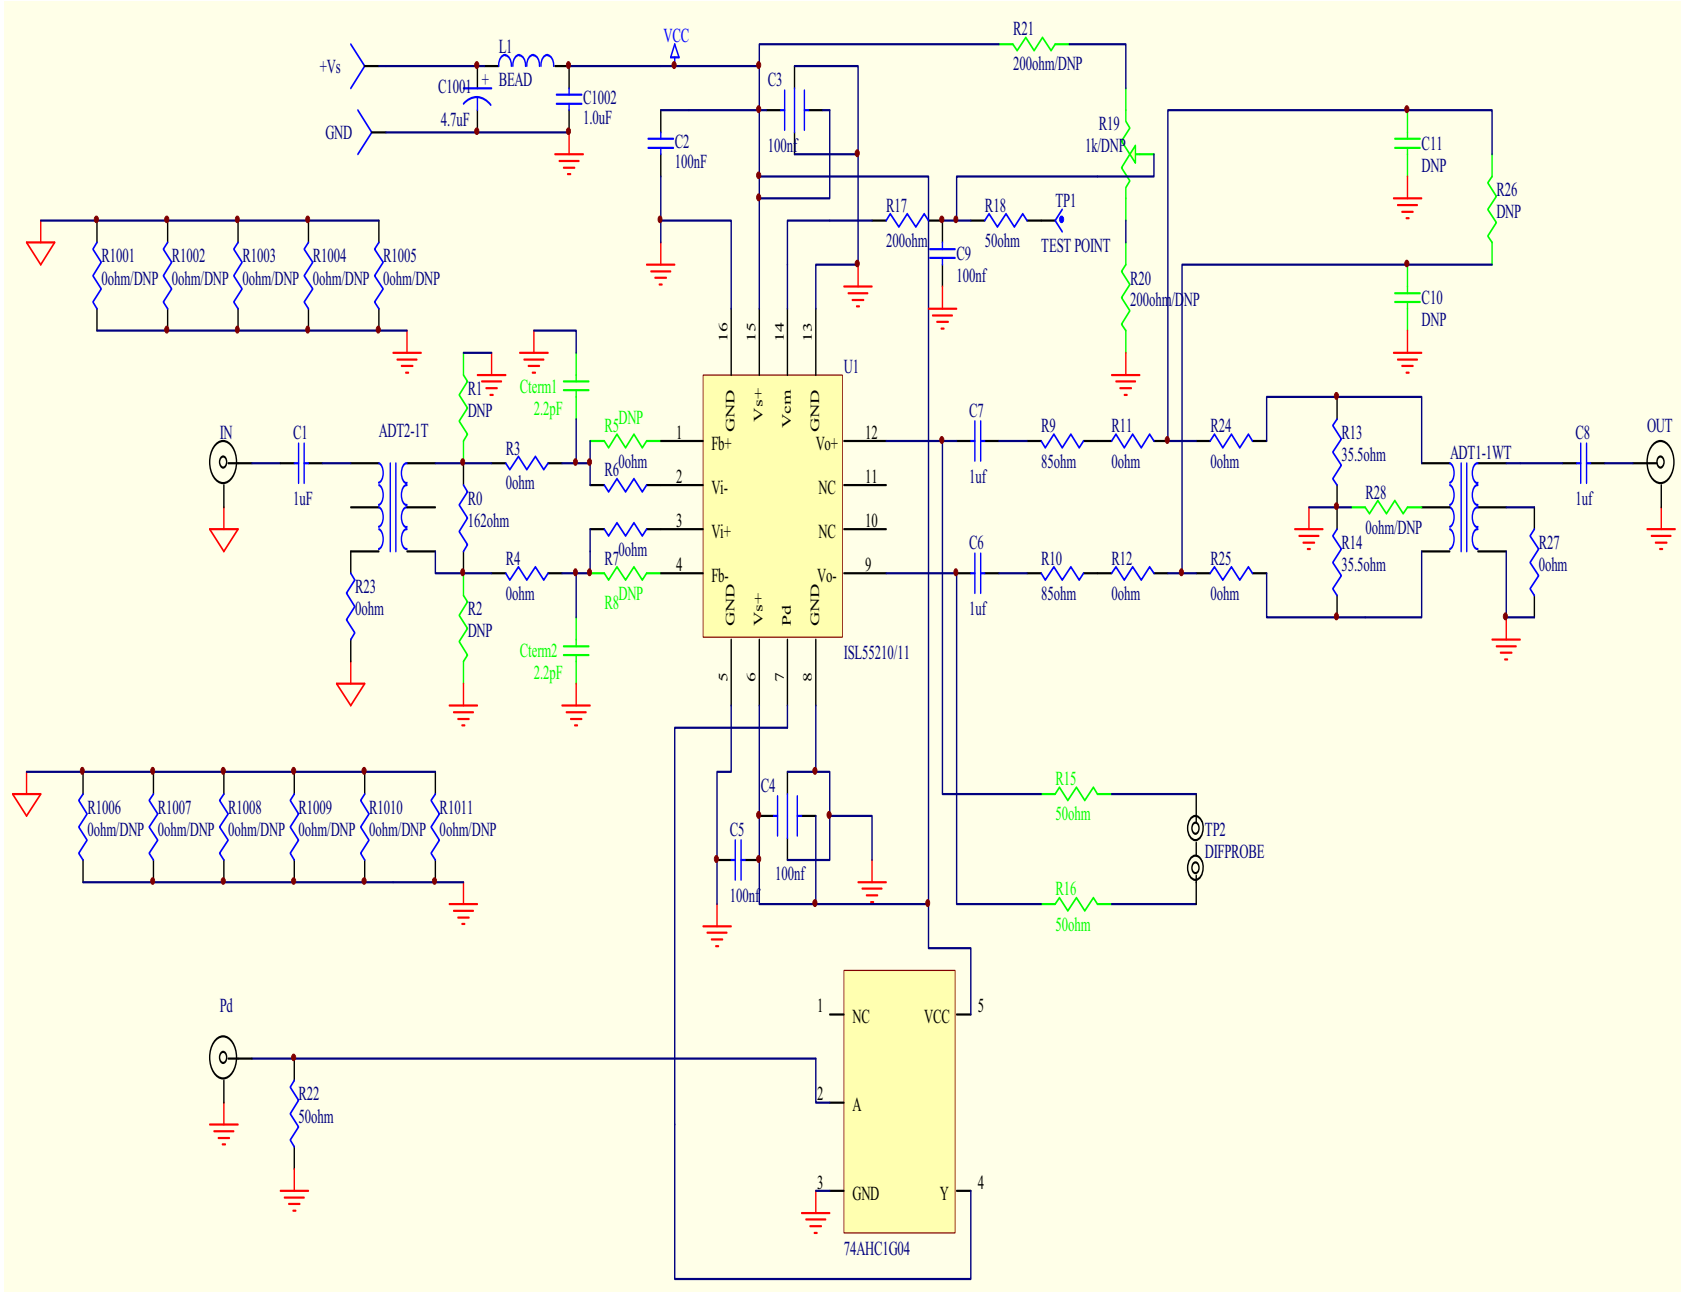 +Vs
GND
L1
BEAD
C1001
+
4.7uF
C1002
1.0uF
VCC
C2
100nF
C3
100nf
R21
200ohm/DNP
R19
1k/DNP
R20
200ohm/DNP
R17
200ohm
R18
50ohm
TP1
TEST POINT
C9
100nf
C11
DNP
R26
DNP
C10
DNP
R1001
0ohm/DNP
R1002
0ohm/DNP
R1003
0ohm/DNP
R1004
0ohm/DNP
R1005
0ohm/DNP
IN
C1
1uF
ADT2-1T
R23
0ohm
R1
DNP
R0
162ohm
R2
DNP
R3
0ohm
R4
0ohm
Cterm1
2.2pF
Cterm2
2.2pF
R5
DNP
0ohm
R6
0ohm
R7
DNP
R8
U1
ISL55210/11
16
15
14
13
GND
Vs+
Vcm
GND
1
Fb+
2
Vi-
3
Vi+
4
Fb-
Vo+
12
NC
11
NC
10
Vo-
9
GND
Vs+
Pd
GND
5
6
7
8
C7
1uf
R9
85ohm
R11
0ohm
R24
0ohm
C6
1uf
R10
85ohm
R12
0ohm
R25
0ohm
R13
35.5ohm
R28
0ohm/DNP
R14
35.5ohm
ADT1-1WT
R27
0ohm
C8
1uf
OUT
R1006
0ohm/DNP
R1007
0ohm/DNP
R1008
0ohm/DNP
R1009
0ohm/DNP
R1010
0ohm/DNP
R1011
0ohm/DNP
C4
100nf
C5
100nf
R15
50ohm
R16
50ohm
TP2
DIFPROBE
Pd
R22
50ohm
1
NC
2
A
3
GND
VCC
5
Y
4
74AHC1G04